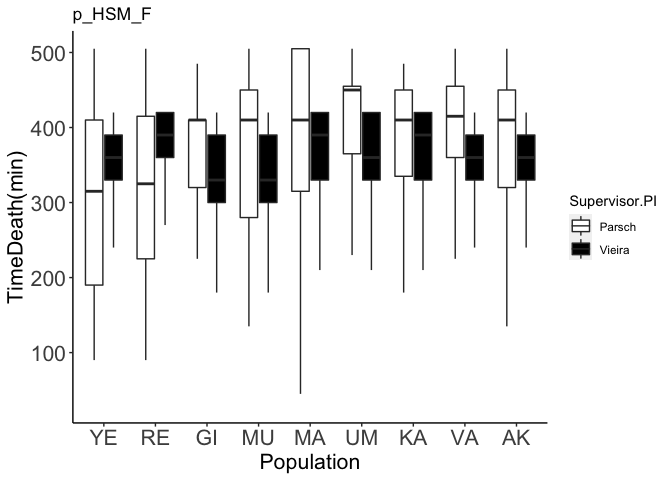 p_HSM_F
TimeDeath(min)
500
400
300
200
100
YE RE GI MU MA UM KA VA AK
Population
Supervisor.PI
Parsch
Vieira